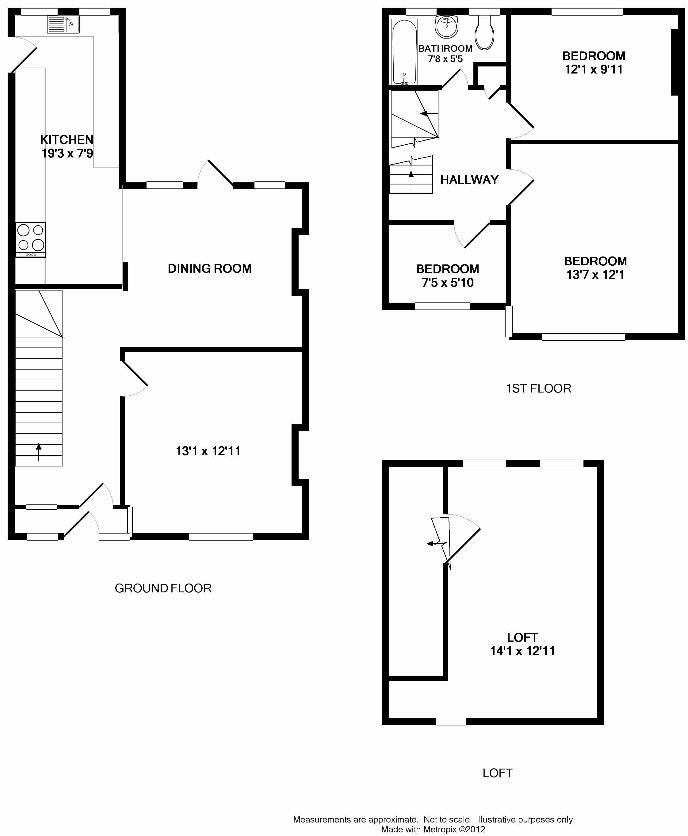 KITCHEN
19'3 x 7'9
DINING ROOM
13'1 x 12'11
GROUND FLOOR
BATHROOM
7'8 x 5'5
BEDROOM
12'1 x 9'11
HALLWAY
BEDROOM
7'5 x 5'10
BEDROOM
13'7 x 12'1
1ST FLOOR
LOFT
14'1 x 12'11
LOFT
Measurements are approximate. Not to scale. Illustrative purposes only
Made with Metropix ©2012